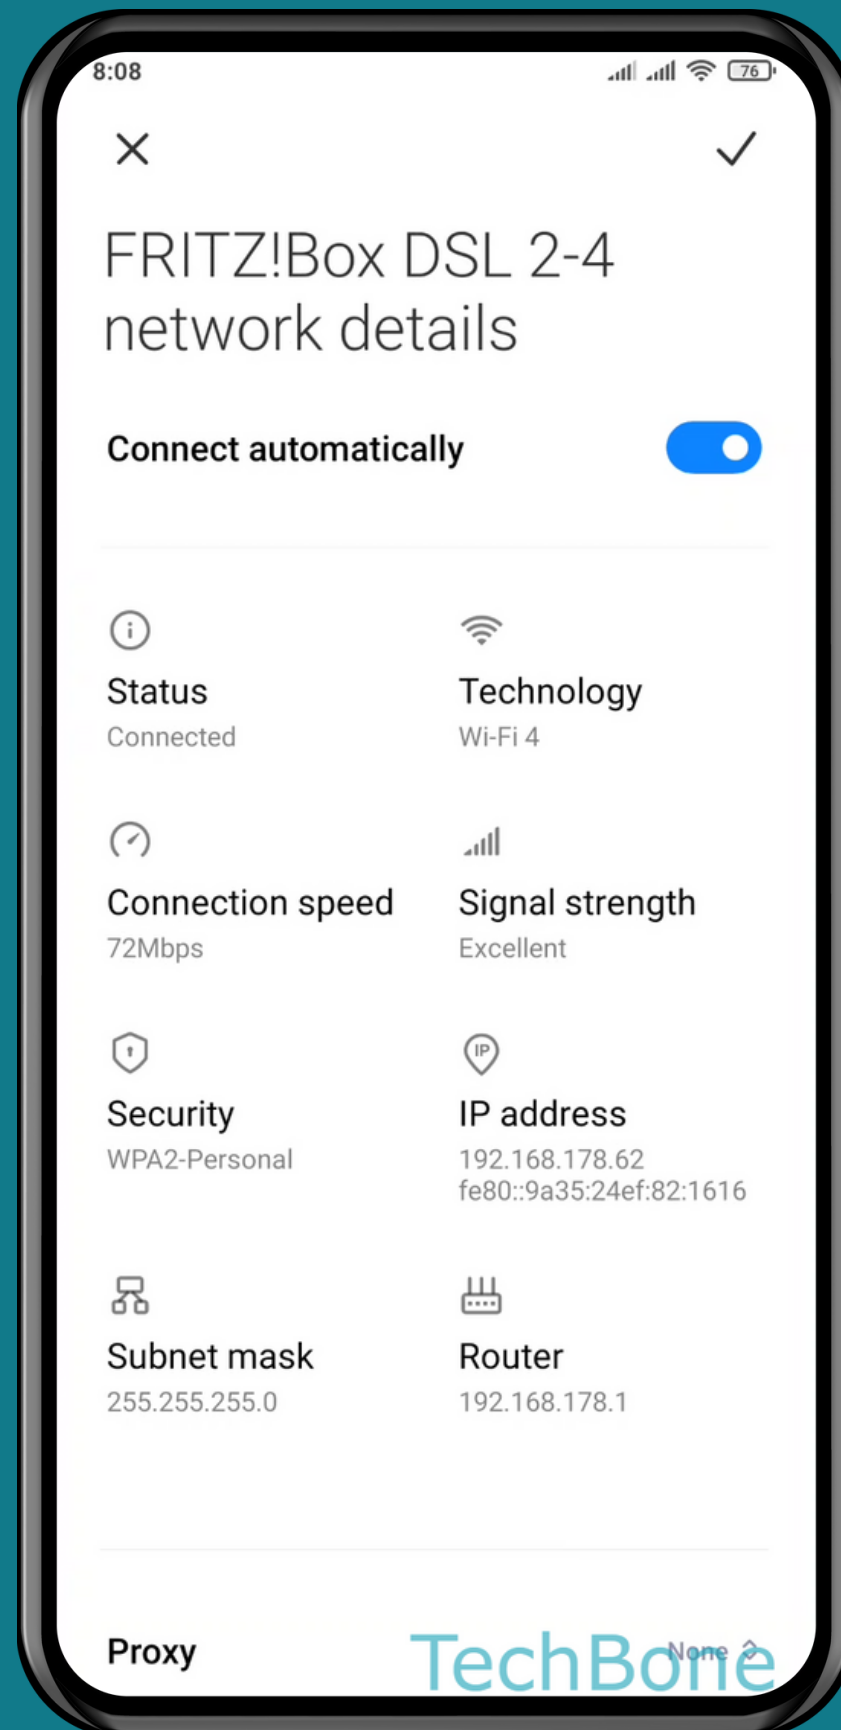 8:08
76
FRITZ!Box DSL 2-4
network details
Connect automatically
Status
Connected
Technology
Wi-Fi 4
Connection speed
72Mbps
Signal strength
Excellent
Security
WPA2-Personal
IP
IP address
192.168.178.62
fe80::9a35:24ef:82:1616
Subnet mask
255.255.255.0
Router
192.168.178.1
Proxy
None
TechBone